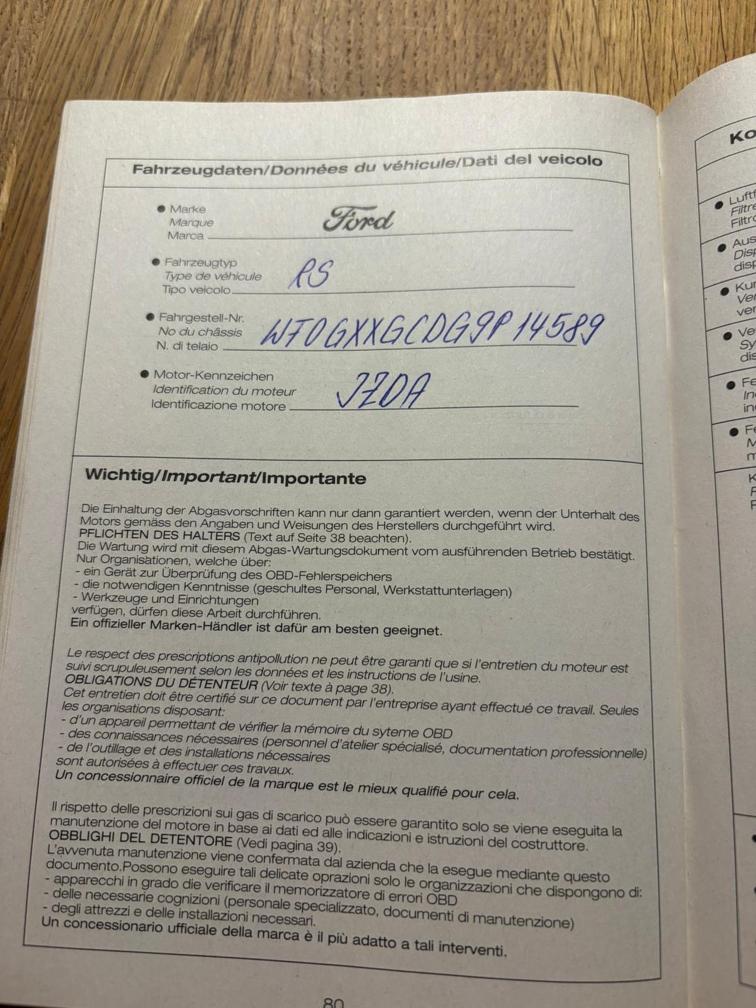 Fahrzeugdaten/Données du véhicule/Dati del veicolo
● Marke
Marque
Marca
Ford
● Fahrzeugtyp
Type de véhicule
Tipo veicolo
RS
● Fahrgestell-Nr.
No du châssis
N. di telaio
WF0GXXGCDG9P14589
● Motor-Kennzeichen
Identification du moteur
Identificazione motore
JZDA
Wichtig/Important/Importante
Die Einhaltung der Abgasvorschriften kann nur dann garantiert werden, wenn der Unterhalt des
Motors gemäss den Angaben und Weisungen des Herstellers durchgeführt wird.
PFLICHTEN DES HALTERS (Text auf Seite 38 beachten).
Die Wartung wird mit diesem Abgas-Wartungsdokument vom ausführenden Betrieb bestätigt.
Nur Organisationen, welche über:
- ein Gerät zur Überprüfung des OBD-Fehlerspeichers
- die notwendigen Kenntnisse (geschultes Personal, Werkstattunterlagen)
- Werkzeuge und Einrichtungen
verfügen, dürfen diese Arbeit durchführen.
Ein offizieller Marken-Händler ist dafür am besten geeignet.
Le respect des prescriptions antipollution ne peut être garanti que si l'entretien du moteur est
suivi scrupuleusement selon les données et les instructions de l'usine.
OBLIGATIONS DU DÉTENTEUR (Voir texte à page 38).
Cet entretien doit être certifié sur ce document par l'entreprise ayant effectué ce travail. Seules
les organisations disposant:
- d'un appareil permettant de vérifier la mémoire du syteme OBD
- des connaissances nécessaires (personnel d'atelier spécialisé, documentation professionnelle)
- de l'outillage et des installations nécessaires
sont autorisées à effectuer ces travaux.
Un concessionnaire officiel de la marque est le mieux qualifié pour cela.
Il rispetto delle prescrizioni sui gas di scarico può essere garantito solo se viene eseguita la
manutenzione del motore in base ai dati ed alle indicazioni e istruzioni del costruttore.
OBBLIGHI DEL DETENTORE (Vedi pagina 39).
L'avvenuta manutenzione viene confermata dal azienda che la esegue mediante questo
documento.Possono eseguire tali delicate oprazioni solo le organizzazioni che dispongono di:
- apparecchi in grado die verificare il memorizzatore di errori OBD
- delle necessarie cognizioni (personale specializzato, documenti di manutenzione)
- degli attrezzi e delle installazioni necessari.
Un concessionario ufficiale della marca è il più adatto a tali interventi.
80